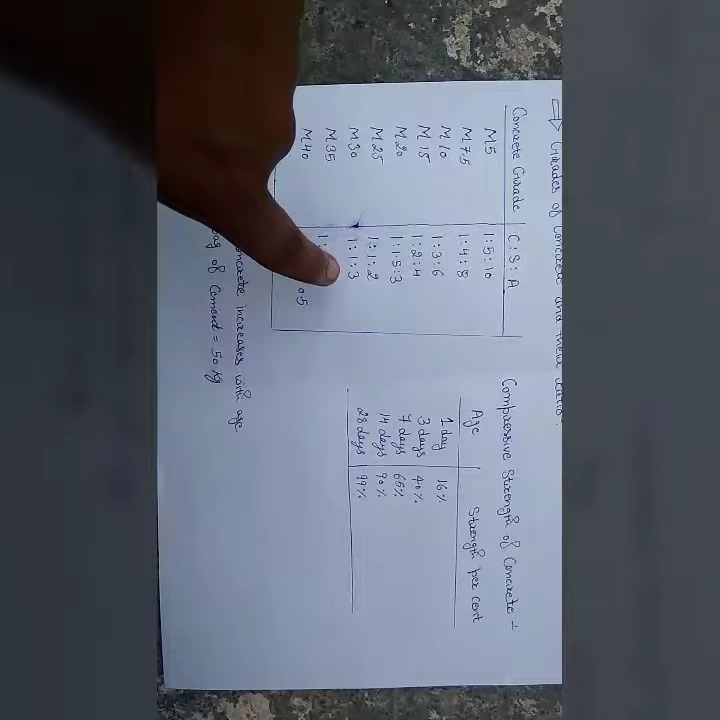 ⇒ Grades of Concrete and their ratio:
Concrete Grade C : S : A
M5 1 : 5 : 10
M7.5 1 : 4 : 8
M10 1 : 3 : 6
M15 1 : 2 : 4
M20 1 : 1.5 : 3
M25 1 : 1 : 2
M30 1 : 1 : 3
M35 1 :
M40 05
Compressive Strength of Concrete :-
Age Strength per cent
1 day 16%
3 days 40%
7 days 65%
14 days 90%
28 days 99%
concrete increases with age.
bag of Cement = 50 kg